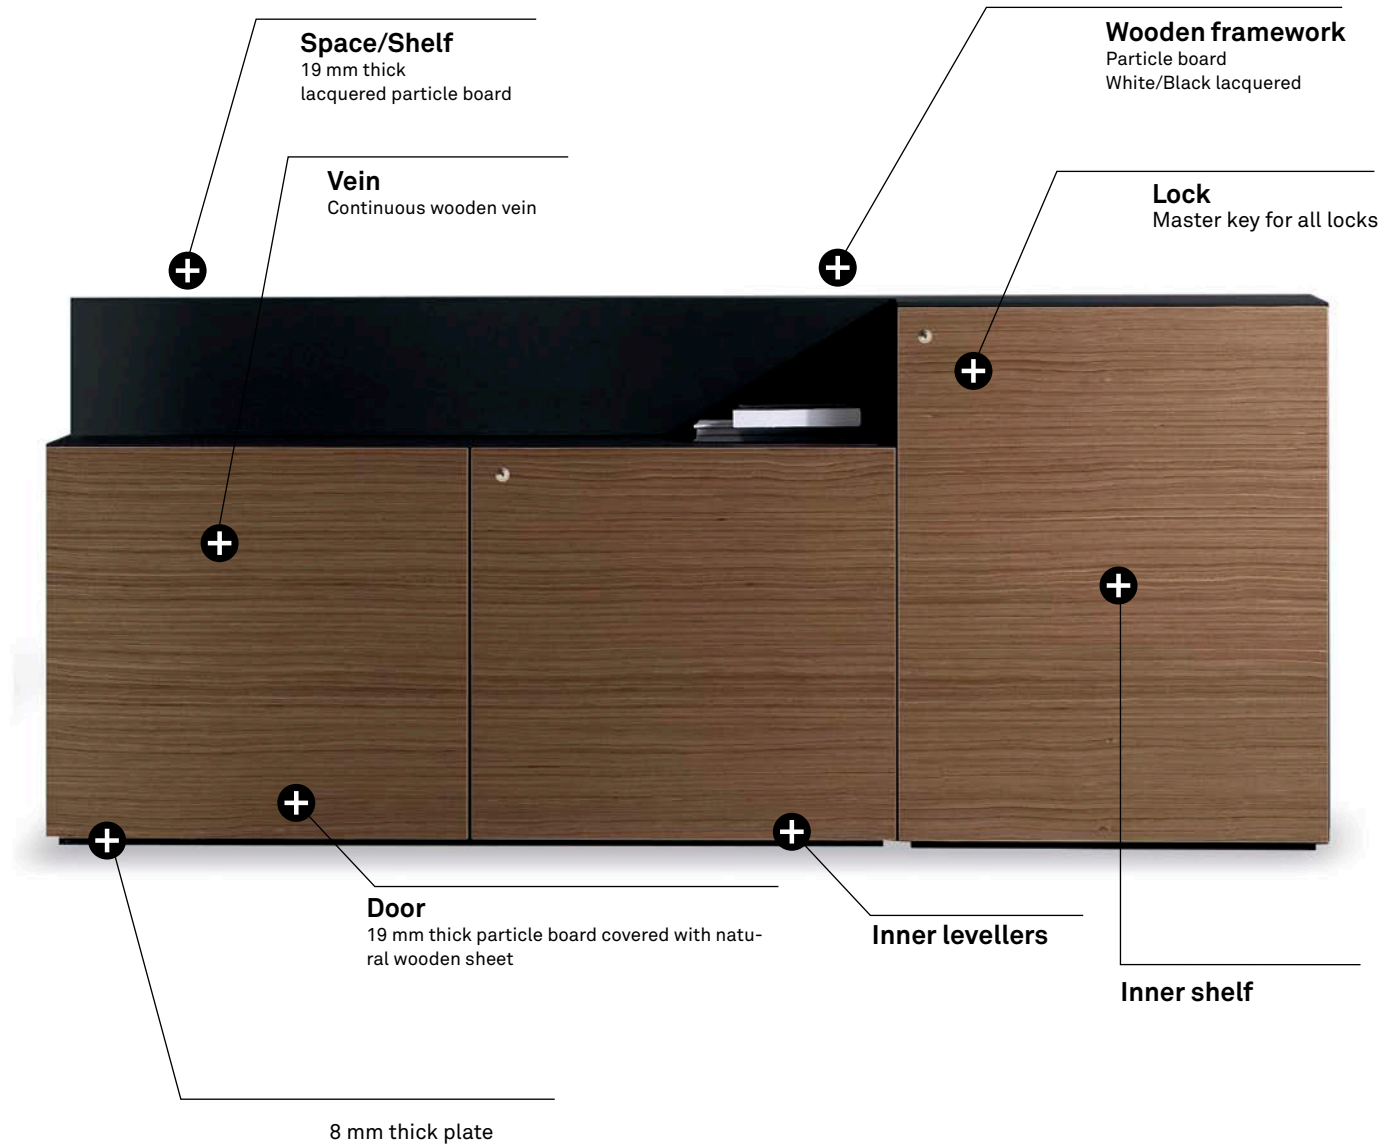 Space/Shelf
19 mm thick
lacquered particle board
Wooden framework
Particle board
White/Black lacquered
Vein
Continuous wooden vein
Lock
Master key for all locks
Door
19 mm thick particle board covered with natu-
ral wooden sheet
Inner levellers
Inner shelf
8 mm thick plate